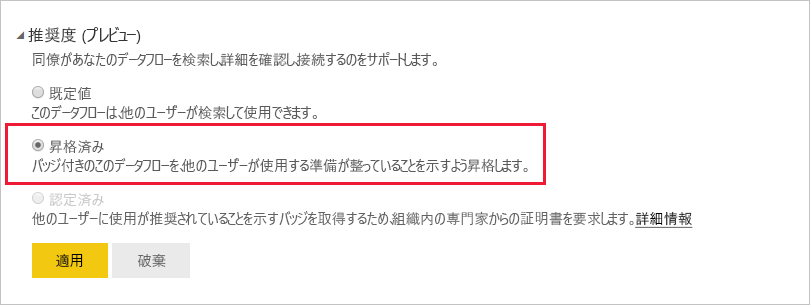 推奨度 (プレビュー)
同僚があなたのデータフローを検索し詳細を確認し接続するのをサポートします。
既定値
このデータフローは、他のユーザーが検索して使用できます。
昇格済み
バッジ付きのこのデータフローを、他のユーザーが使用する準備が整っていることを示すよう昇格します。
認定済み
他のユーザーに使用が推奨されていることを示すバッジを取得するため、組織内の専門家からの証明書を要求します。詳細情報
適用 破棄